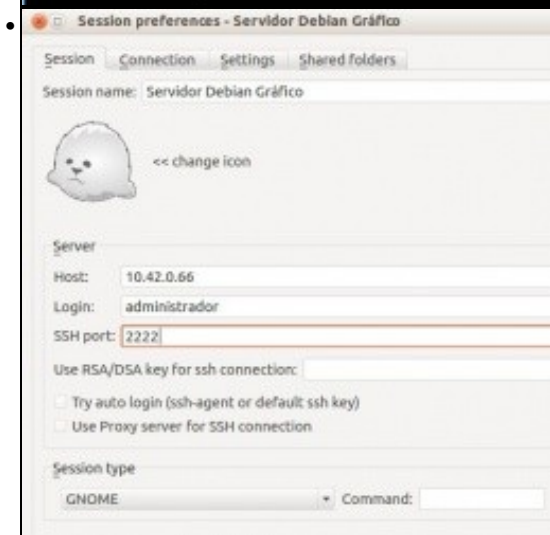 Session preferences - Servidor Debian Gráfico
Session Connection Settings Shared folders
Session name: Servidor Debian Gráfico
<< change icon
Server
Host: 10.42.0.66
Login: administrador
SSH port: 2222
Use RSA/DSA key for ssh connection:
Try auto login (ssh-agent or default ssh key)
Use Proxy server for SSH connection
Session type
GNOME Command: